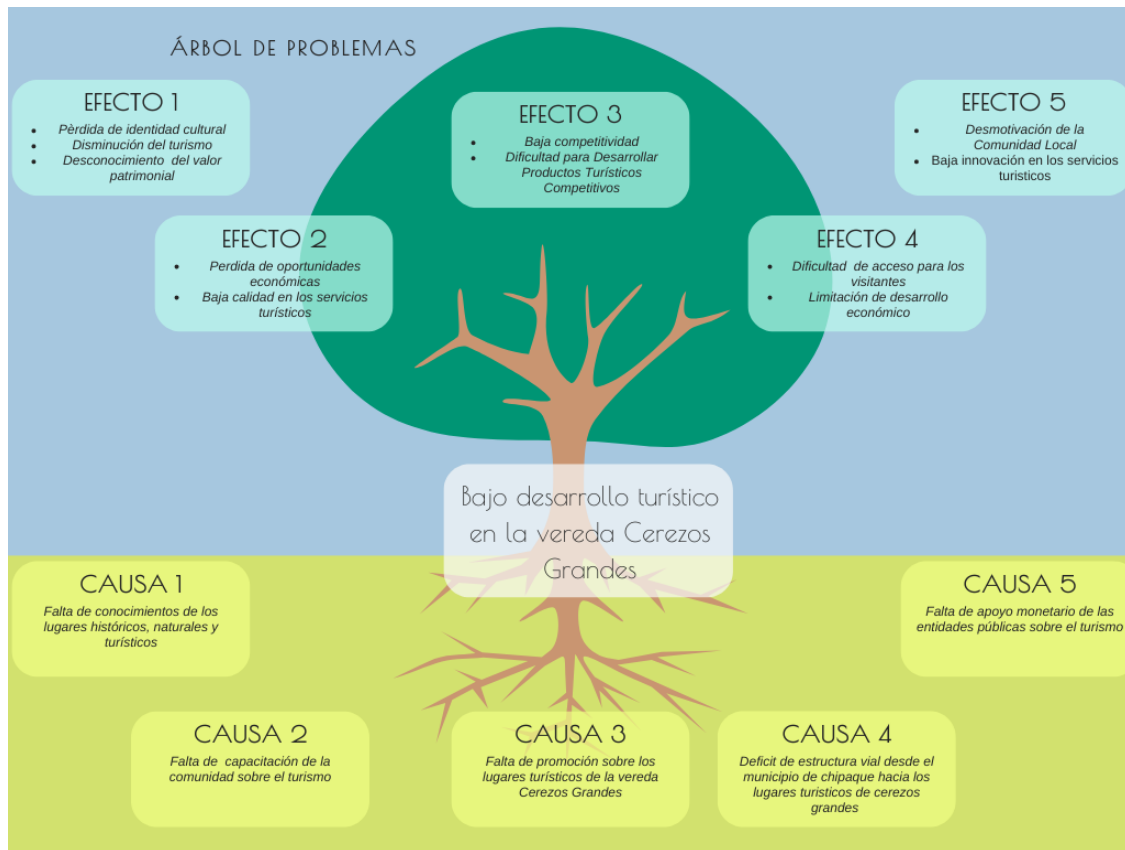 ÁRBOL DE PROBLEMAS
EFECTO 1
• Pèrdida de identidad cultural
• Disminución del turismo
• Desconocimiento del valor
patrimonial
EFECTO 2
• Perdida de oportunidades
económicas
• Baja calidad en los servicios
turísticos
EFECTO 3
• Baja competitividad
• Dificultad para Desarrollar
Productos Turísticos
Competitivos
EFECTO 4
• Dificultad de acceso para los
visitantes
• Limitación de desarrollo
económico
EFECTO 5
• Desmotivación de la
Comunidad Local
• Baja innovación en los servicios
turisticos
Bajo desarrollo turístico
en la vereda Cerezos
Grandes
CAUSA 1
Falta de conocimientos de los
lugares históricos, naturales y
turísticos
CAUSA 2
Falta de capacitación de la
comunidad sobre el turismo
CAUSA 3
Falta de promoción sobre los
lugares turísticos de la vereda
Cerezos Grandes
CAUSA 4
Deficit de estructura vial desde el
municipio de chipaque hacia los
lugares turisticos de cerezos
grandes
CAUSA 5
Falta de apoyo monetario de las
entidades públicas sobre el turismo